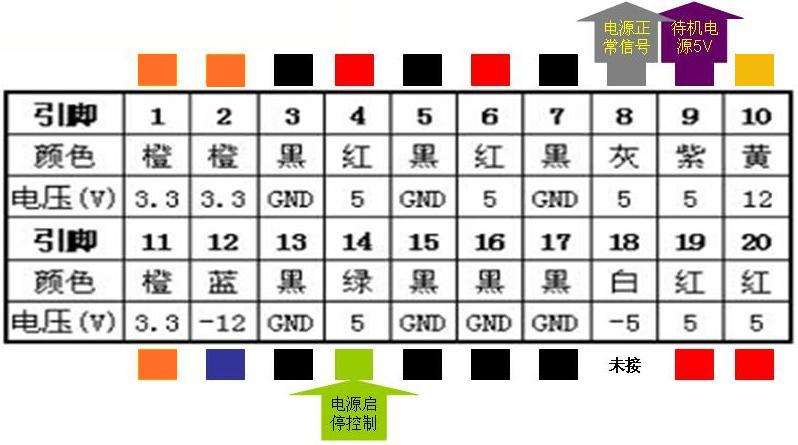 电源正
常信号
待机电
源5V
引脚 1 2 3 4 5 6 7 8 9 10
颜色 橙 橙 黑 红 黑 红 黑 灰 紫 黄
电压(V) 3.3 3.3 GND 5 GND 5 GND 5 5 12
引脚 11 12 13 14 15 16 17 18 19 20
颜色 橙 蓝 黑 绿 黑 黑 黑 白 红 红
电压(V) 3.3 -12 GND 5 GND GND GND -5 5 5
未接
电源启
停控制